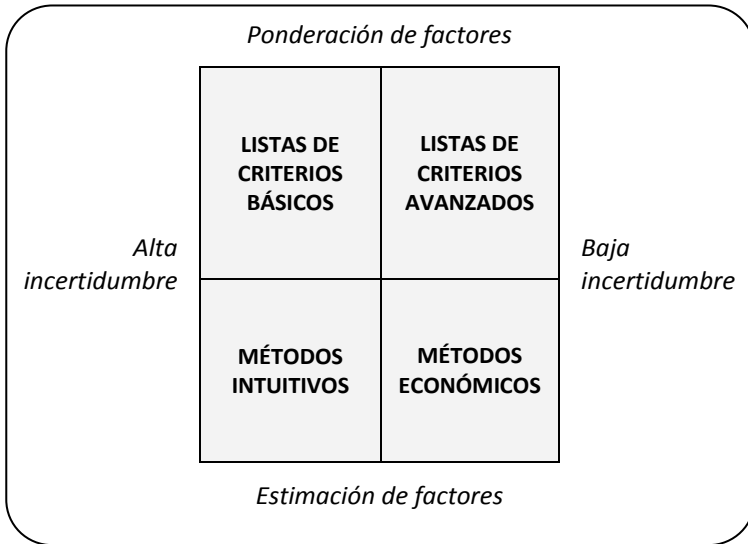 Ponderación de factores
LISTAS DE
CRITERIOS
BÁSICOS
LISTAS DE
CRITERIOS
AVANZADOS
Alta
incertidumbre
Baja
incertidumbre
MÉTODOS
INTUITIVOS
MÉTODOS
ECONÓMICOS
Estimación de factores